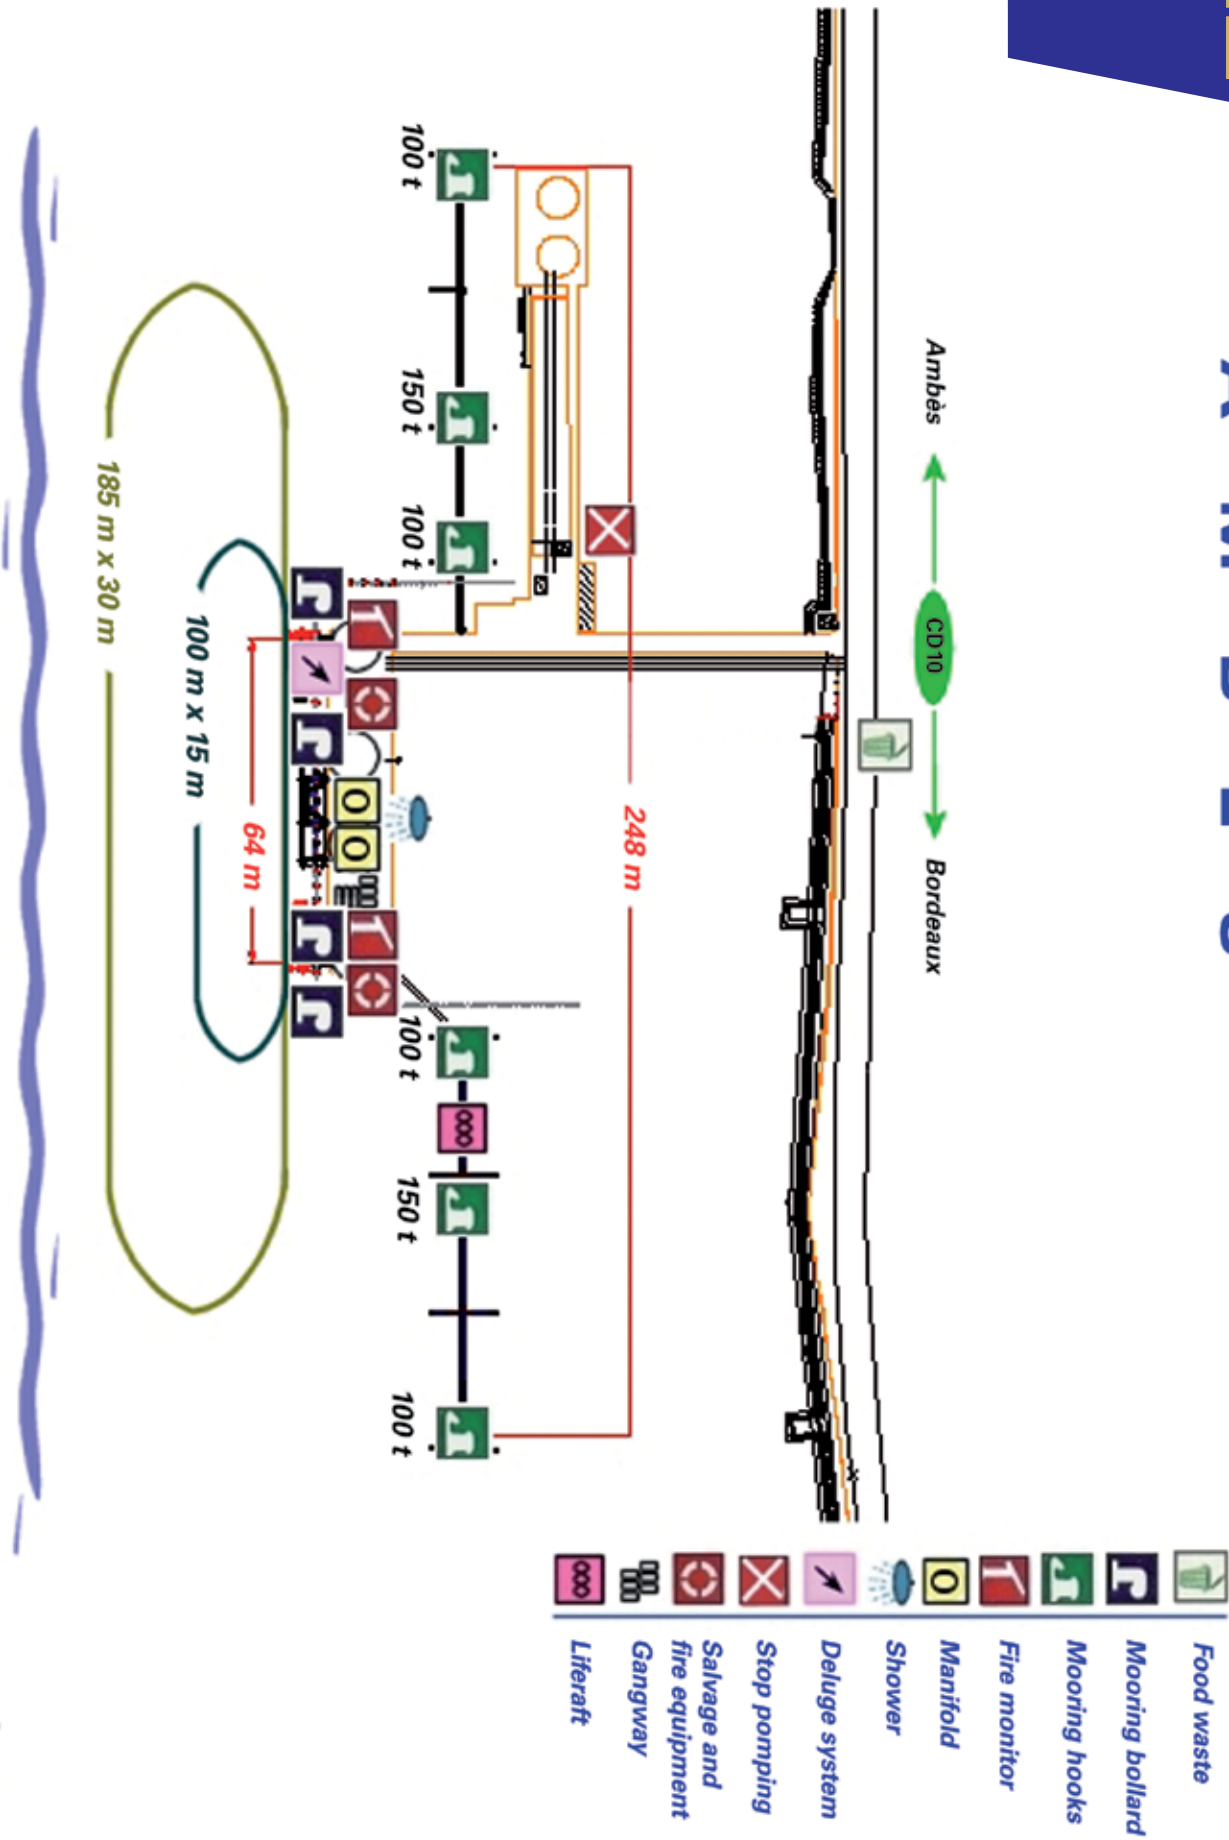 Ambès CD10 Bordeaux
248 m
100 t 150 t 100 t 100 t 150 t 100 t
64 m
100 m x 15 m
185 m x 30 m
Food waste
Mooring bollard
Mooring hooks
Fire monitor
Manifold
Shower
Deluge system
Stop pomping
Salvage and
fire equipment
Gangway
Liferaft